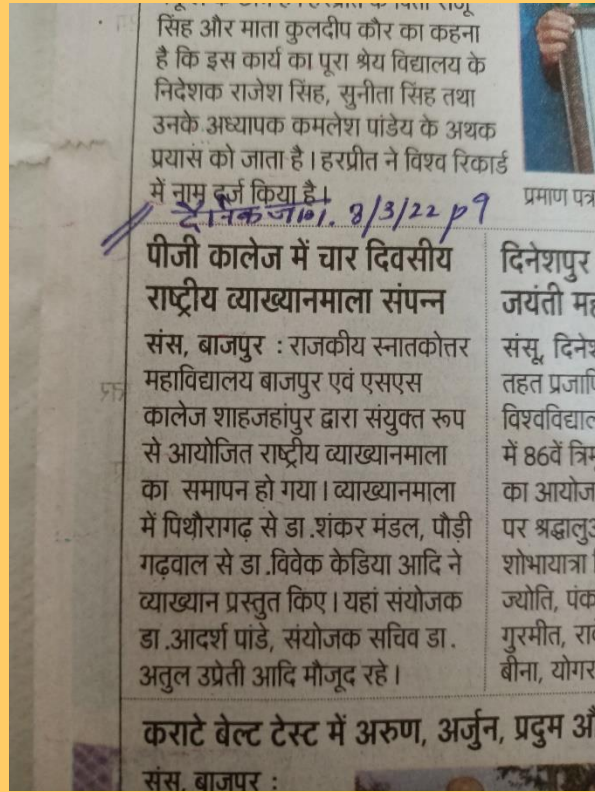 सिंह और माता कुलदीप कौर का कहना
है कि इस कार्य का पूरा श्रेय विद्यालय के
निदेशक राजेश सिंह, सुनीता सिंह तथा
उनके अध्यापक कमलेश पांडेय के अथक
प्रयास को जाता है। हरप्रीत ने विश्व रिकार्ड
में नाम दर्ज किया है।
प्रमाण पत्र
दैनिक 3/3/22 p9
पीजी कालेज में चार दिवसीय
राष्ट्रीय व्याख्यानमाला संपन्न
संस, बाजपुर : राजकीय स्नातकोत्तर
महाविद्यालय बाजपुर एवं एसएस
कालेज शाहजहांपुर द्वारा संयुक्त रूप
से आयोजित राष्ट्रीय व्याख्यानमाला
का समापन हो गया। व्याख्यानमाला
में पिथौरागढ़ से डा.शंकर मंडल, पौड़ी
गढ़वाल से डा.विवेक केडिया आदि ने
व्याख्यान प्रस्तुत किए। यहां संयोजक
डा.आदर्श पांडे, संयोजक सचिव डा.
अतुल उप्रेती आदि मौजूद रहे।
दिनेशपुर
जयंती
संसू, दिनेश
तहत
विश्वविद्याल
में 86वें
का आयोज
पर
शोभायात्रा
ज्योति, पंक
गुरमीत,
बीना, योगर
कराटे बेल्ट टेस्ट में अरुण, अर्जुन, प्रदुम
संस, बाजपुर :